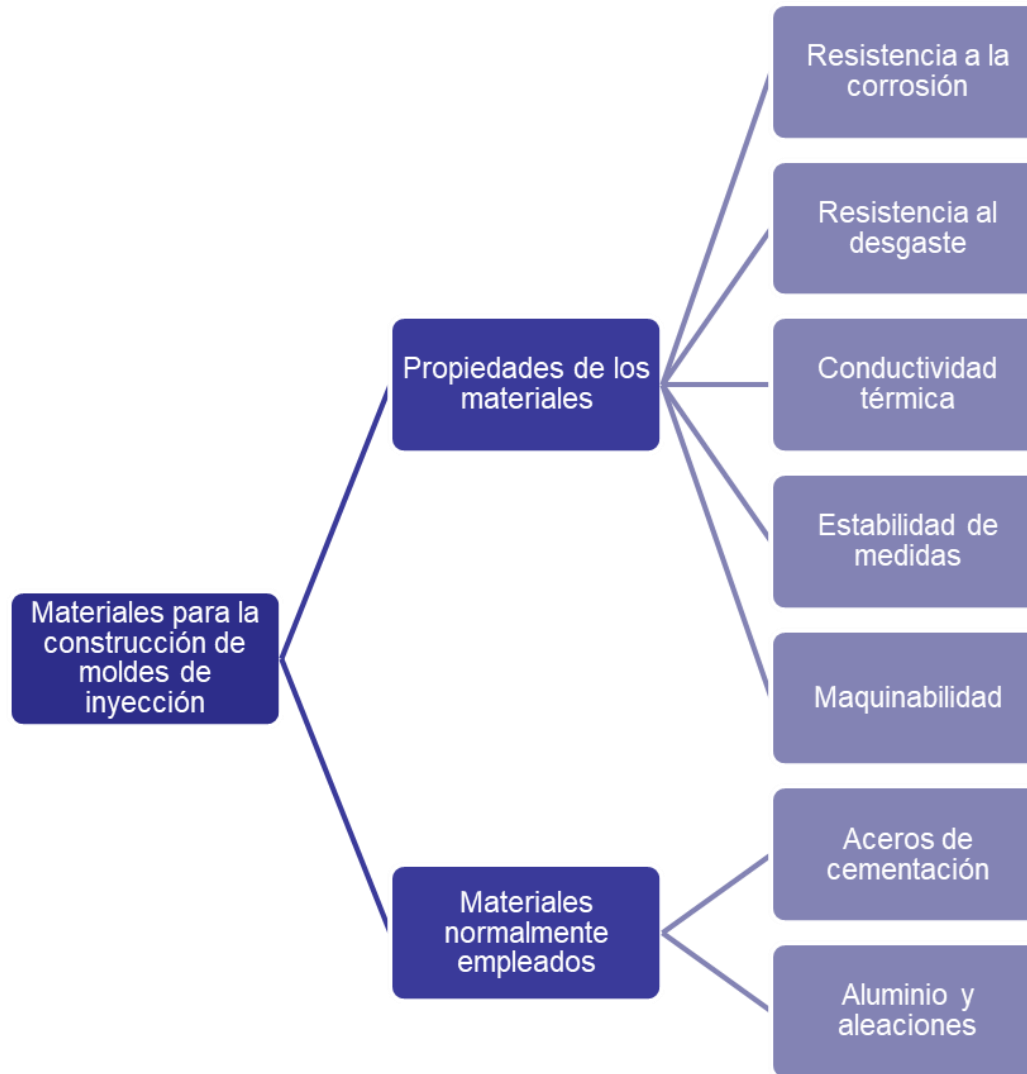 Materiales para la
construcción de
moldes de
inyección
Propiedades de los
materiales
Resistencia a la
corrosión
Resistencia al
desgaste
Conductividad
térmica
Estabilidad de
medidas
Maquinabilidad
Materiales
normalmente
empleados
Aceros de
cementación
Aluminio y
aleaciones